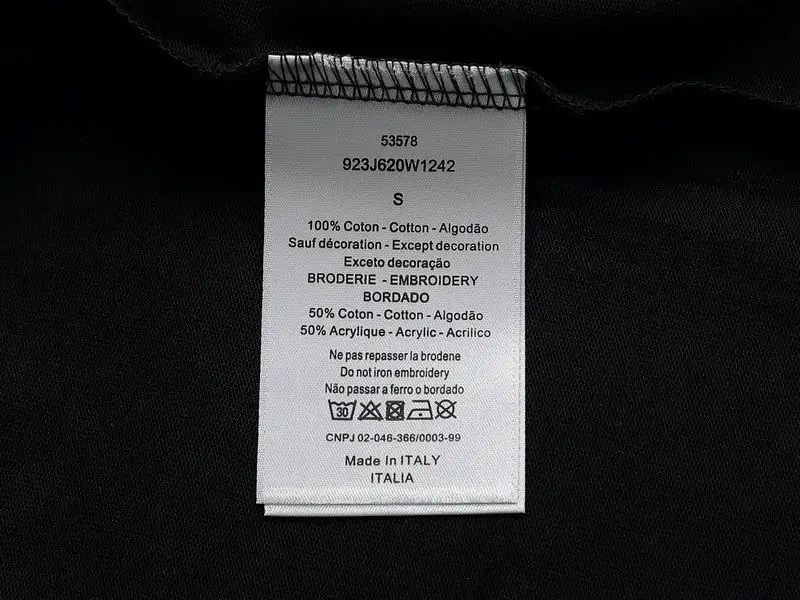 53578
923J620W1242
S
100% Coton - Cotton - Algodão
Sauf décoration - Except decoration
Exceto decoração
BRODERIE - EMBROIDERY
BORDADO
50% Coton - Cotton - Algodão
50% Acrylique - Acrylic - Acrilico
Ne pas repasser la brodene
Do not iron embroidery
Não passar a ferro o bordado
30
CNPJ 02-046-366/0003-99
Made In ITALY
ITALIA